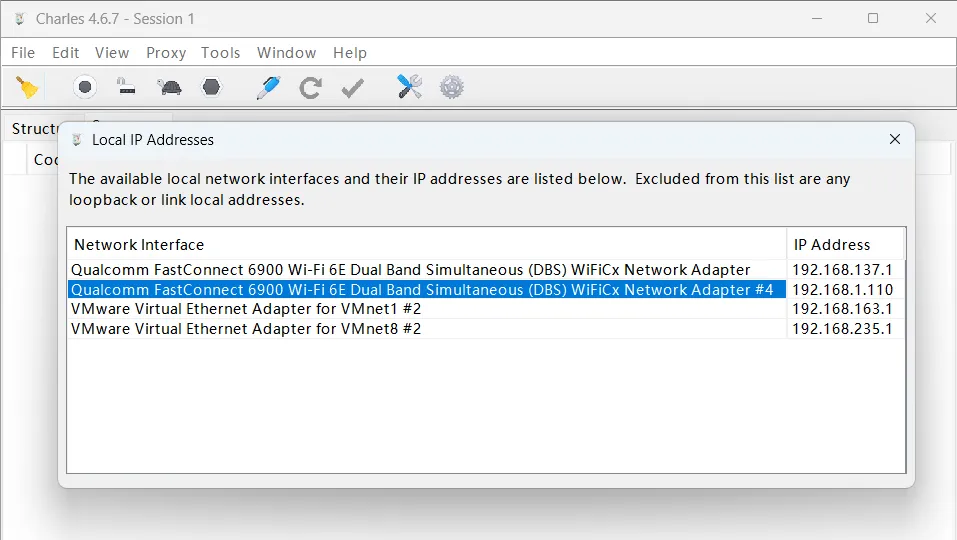 Charles 4.6.7 - Session 1
File Edit View Proxy Tools Window Help
Local IP Addresses
The available local network interfaces and their IP addresses are listed below. Excluded from this list are any
loopback or link local addresses.
Network Interface IP Address
Qualcomm FastConnect 6900 Wi-Fi 6E Dual Band Simultaneous (DBS) WiFiCx Network Adapter 192.168.137.1
Qualcomm FastConnect 6900 Wi-Fi 6E Dual Band Simultaneous (DBS) WiFiCx Network Adapter #4 192.168.1.110
VMware Virtual Ethernet Adapter for VMnet1 #2 192.168.163.1
VMware Virtual Ethernet Adapter for VMnet8 #2 192.168.235.1